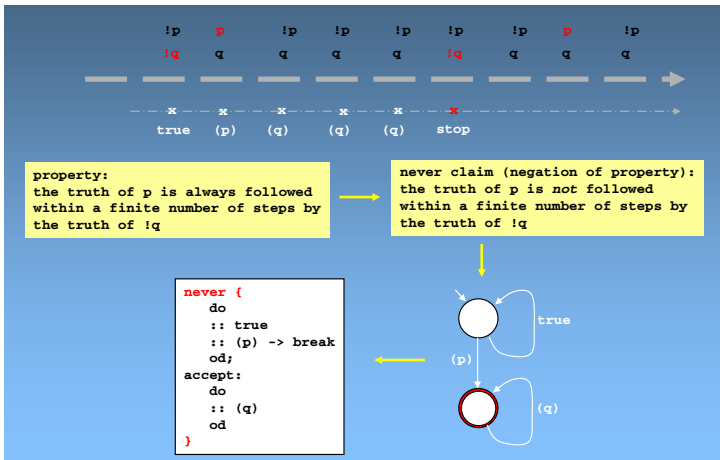 !p p !p !p !p !p !p p !p
!q q q q q !q q q q
x x x x x x
true (p) (q) (q) (q) stop
property:
the truth of p is always followed
within a finite number of steps by
the truth of !q
never claim (negation of property):
the truth of p is not followed
within a finite number of steps by
the truth of !q
never {
do
:: true
:: (p) -> break
od;
accept:
do
:: (q)
od
}
true
(p)
(q)